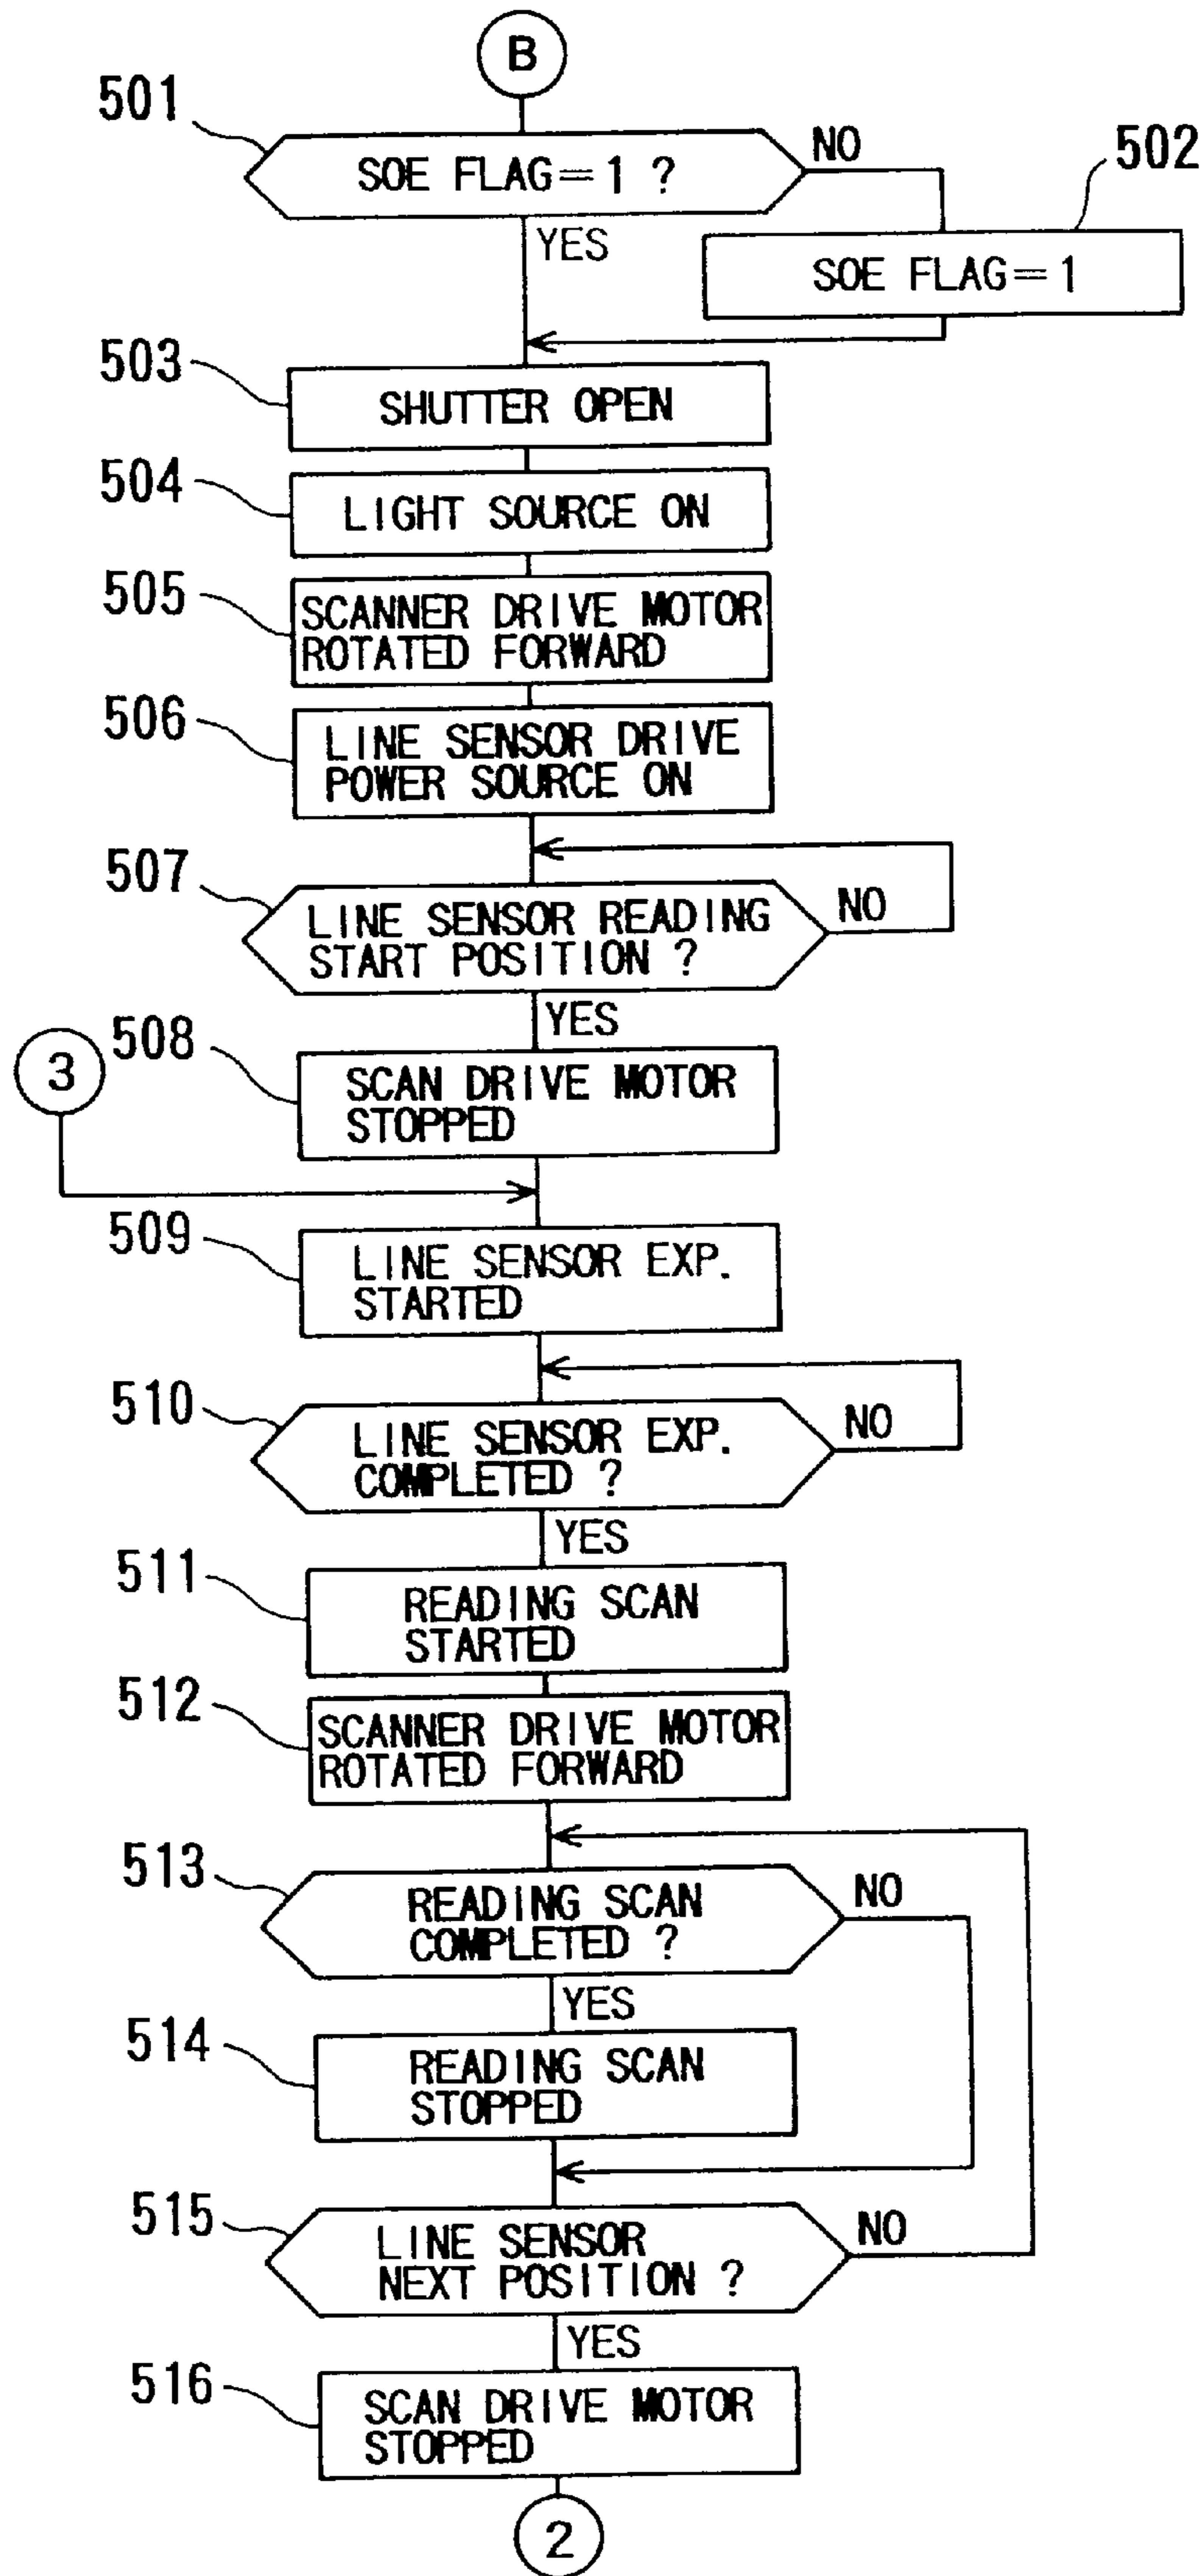 B
501
SOE FLAG=1 ?
NO
502
YES
SOE FLAG=1
503
SHUTTER OPEN
504
LIGHT SOURCE ON
505
SCANNER DRIVE MOTOR
ROTATED FORWARD
506
LINE SENSOR DRIVE
POWER SOURCE ON
507
LINE SENSOR READING
START POSITION ?
NO
YES
3
508
SCAN DRIVE MOTOR
STOPPED
509
LINE SENSOR EXP.
STARTED
510
LINE SENSOR EXP.
COMPLETED ?
NO
YES
511
READING SCAN
STARTED
512
SCANNER DRIVE MOTOR
ROTATED FORWARD
513
READING SCAN
COMPLETED ?
NO
YES
514
READING SCAN
STOPPED
515
LINE SENSOR
NEXT POSITION ?
NO
YES
516
SCAN DRIVE MOTOR
STOPPED
2